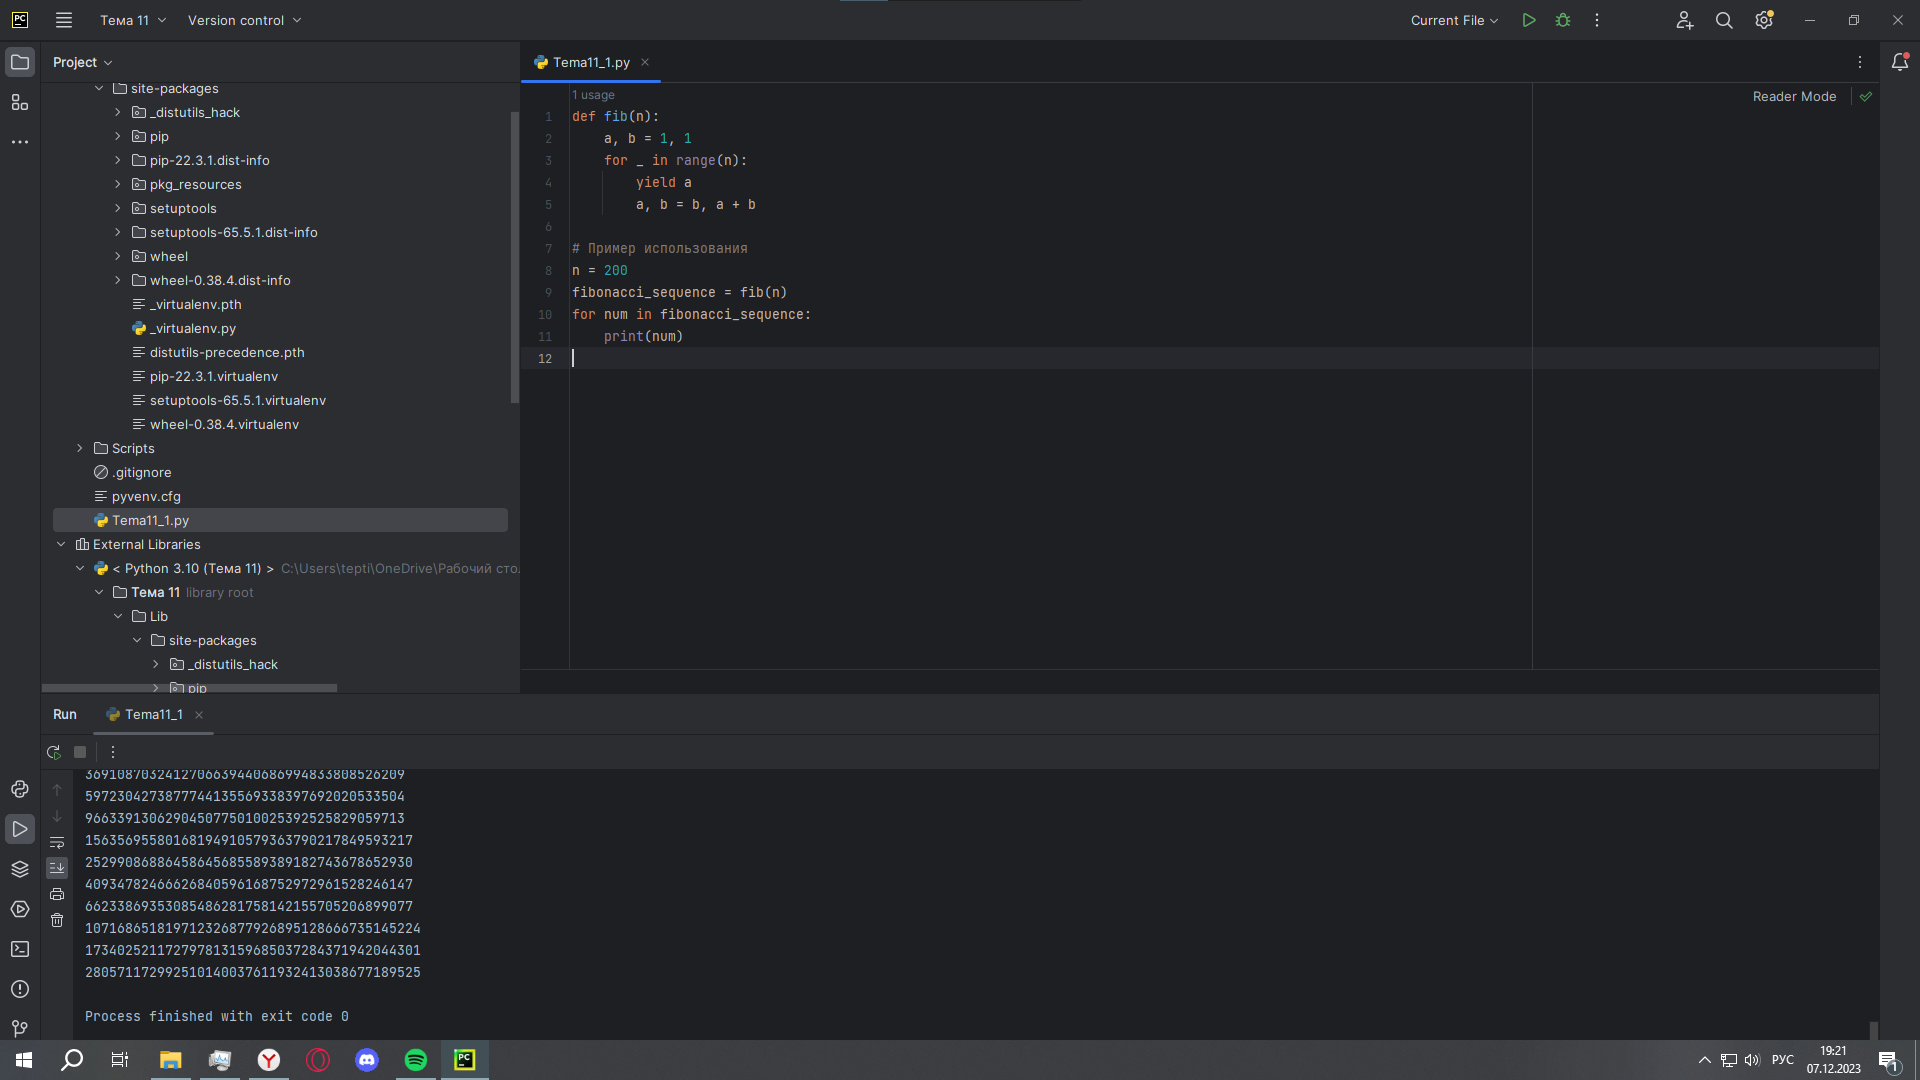 PC
Тема 11
Version control
Current File
Project
Tema11_1.py
site-packages
_distutils_hack
pip
pip-22.3.1.dist-info
pkg_resources
setuptools
setuptools-65.5.1.dist-info
wheel
wheel-0.38.4.dist-info
_virtualenv.pth
_virtualenv.py
distutils-precedence.pth
pip-22.3.1.virtualenv
setuptools-65.5.1.virtualenv
wheel-0.38.4.virtualenv
Scripts
.gitignore
pyvenv.cfg
Tema11_1.py
External Libraries
< Python 3.10 (Тема 11) > C:\Users\tepti\OneDrive\Рабочий сто
Тема 11 library root
Lib
site-packages
_distutils_hack
pip
1 usage
Reader Mode
1 def fib(n):
2 a, b = 1, 1
3 for _ in range(n):
4 yield a
5 a, b = b, a + b
6
7 # Пример использования
8 n = 200
9 fibonacci_sequence = fib(n)
10 for num in fibonacci_sequence:
11 print(num)
12
Run
Tema11_1
36910870324127066394406869948338085262​09
5972304273877744135569338397692020533504
9663391306290450775010025392525829059713
15635695580168194910579363790217849593217
25299086886458645685589389182743678652930
40934782466626840596168752972961528246147
66233869353085486281758142155705206899077
107168651819712326877926895128666735145224
173402521172797813159685037284371942044301
280571172992510140037611932413038677189525
Process finished with exit code 0
PC
РУС
19:21
07.12.2023
1